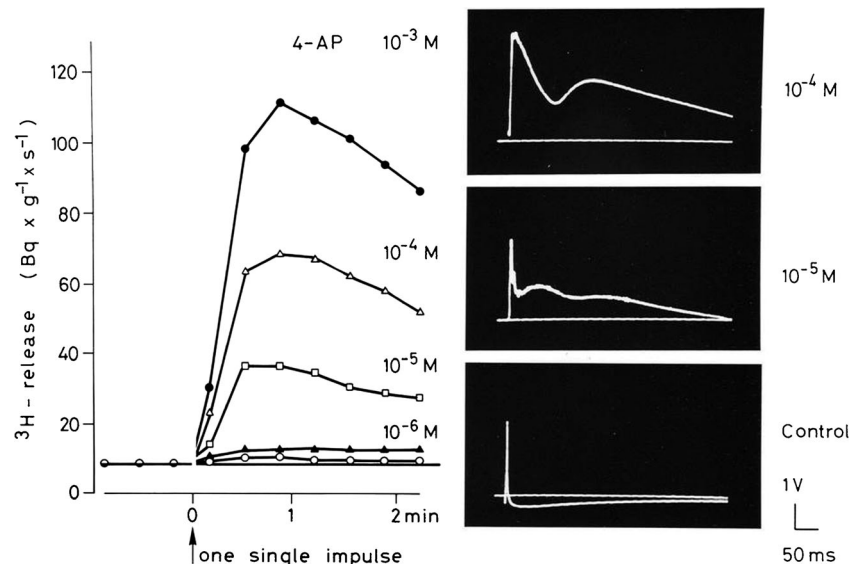 4-AP 10⁻³ M
120
100
80
60
40
20
0
³H - release (Bq x g⁻¹ x s⁻¹)
10⁻⁴ M
10⁻⁵ M
10⁻⁶ M
0 1 2 min
one single impulse
10⁻⁴ M
10⁻⁵ M
Control
1V
50 ms